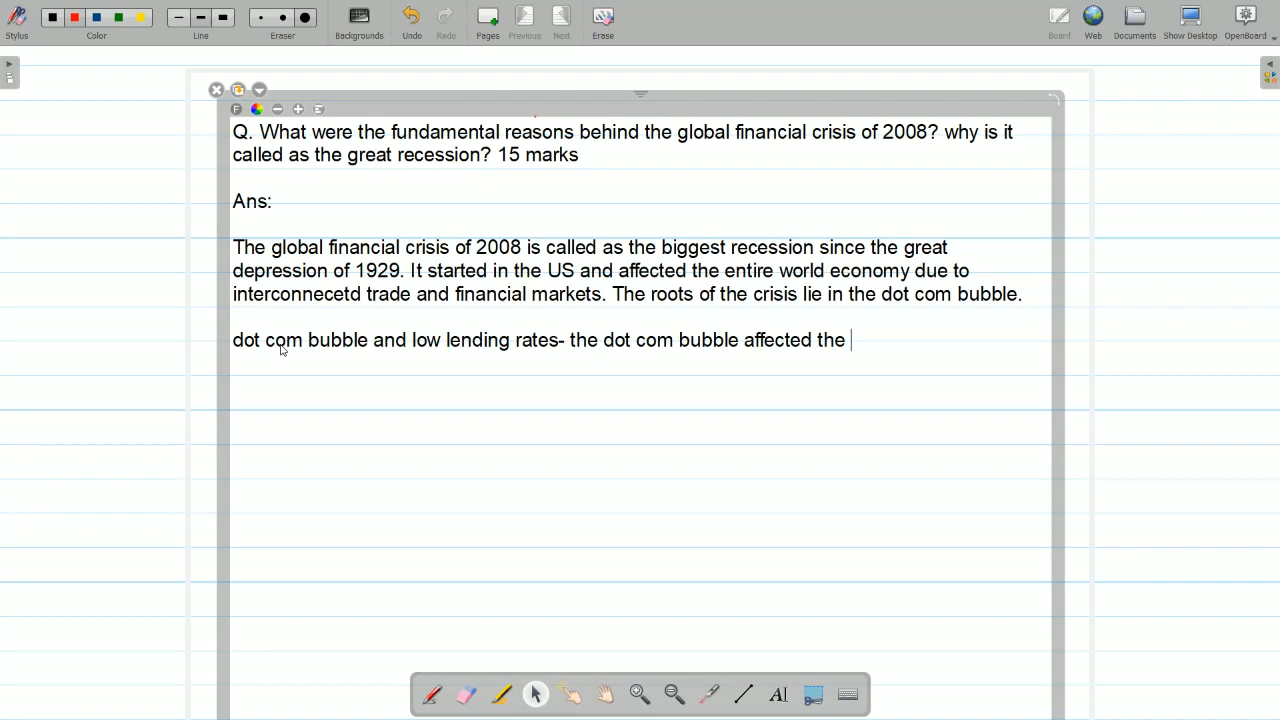 Stylus Color Line Eraser Backgrounds Undo Redo Pages Previous Next Erase Board Web Documents Show Desktop OpenBoard
F
Q. What were the fundamental reasons behind the global financial crisis of 2008? why is it
called as the great recession? 15 marks
Ans:
The global financial crisis of 2008 is called as the biggest recession since the great
depression of 1929. It started in the US and affected the entire world economy due to
interconnecetd trade and financial markets. The roots of the crisis lie in the dot com bubble.
dot com bubble and low lending rates- the dot com bubble affected the
AI